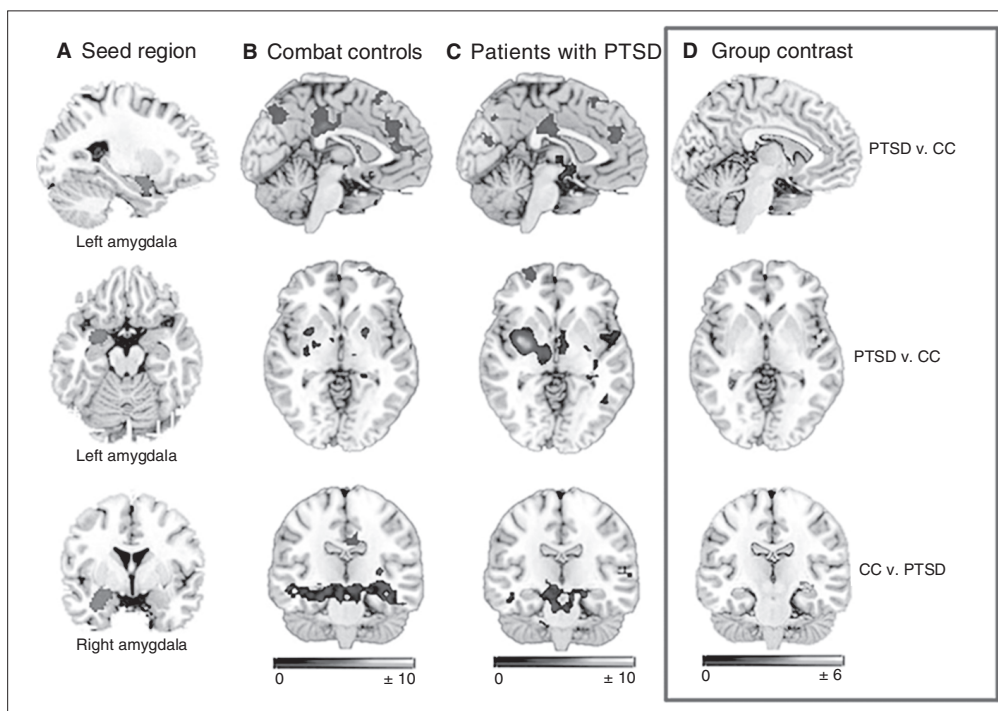 A Seed region
B Combat controls
C Patients with PTSD
D Group contrast
Left amygdala
PTSD v. CC
Left amygdala
PTSD v. CC
Right amygdala
CC v. PTSD
0 ± 10
0 ± 10
0 ± 6